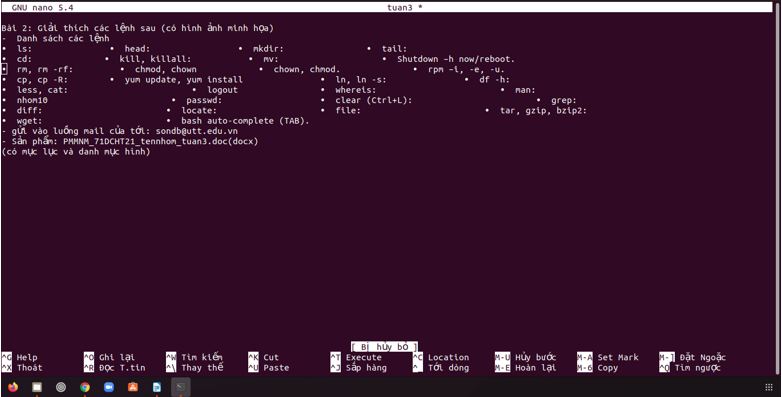 GNU nano 5.4 tuan3 *
Bài 2: Giải thích các lệnh sau (có hình ảnh minh họa)
- Danh sách các lệnh
• ls: • head: • mkdir: • tail:
• cd: • kill, killall: • mv: • Shutdown -h now/reboot.
• rm, rm -rf: • chmod, chown • chown, chmod. • rpm -i, -e, -u.
• cp, cp -R: • yum update, yum install • ln, ln -s: • df -h:
• less, cat: • logout • whereis: • man:
• nhom10 • passwd: • clear (Ctrl+L): • grep:
• diff: • locate: • file: • tar, gzip, bzip2:
• wget: • bash auto-complete (TAB).
- gửi vào luồng mail của tới: sondb@utt.edu.vn
- Sản phẩm: PMMNM_71DCHT21_tennhom_tuan3.doc(docx)
(có mục lục và danh mục hình)
[ Bị hủy bỏ ]
^G Help ^O Ghi lại ^W Tìm kiếm ^K Cut ^T Execute ^C Location M-U Hủy bước M-A Set Mark M-] Đặt Ngoặc
^X Thoát ^R Đọc T.tin ^\ Thay thế ^U Paste ^J Sắp hàng ^_ Tới dòng M-E Hoàn lại M-6 Copy ^Q Tìm ngược